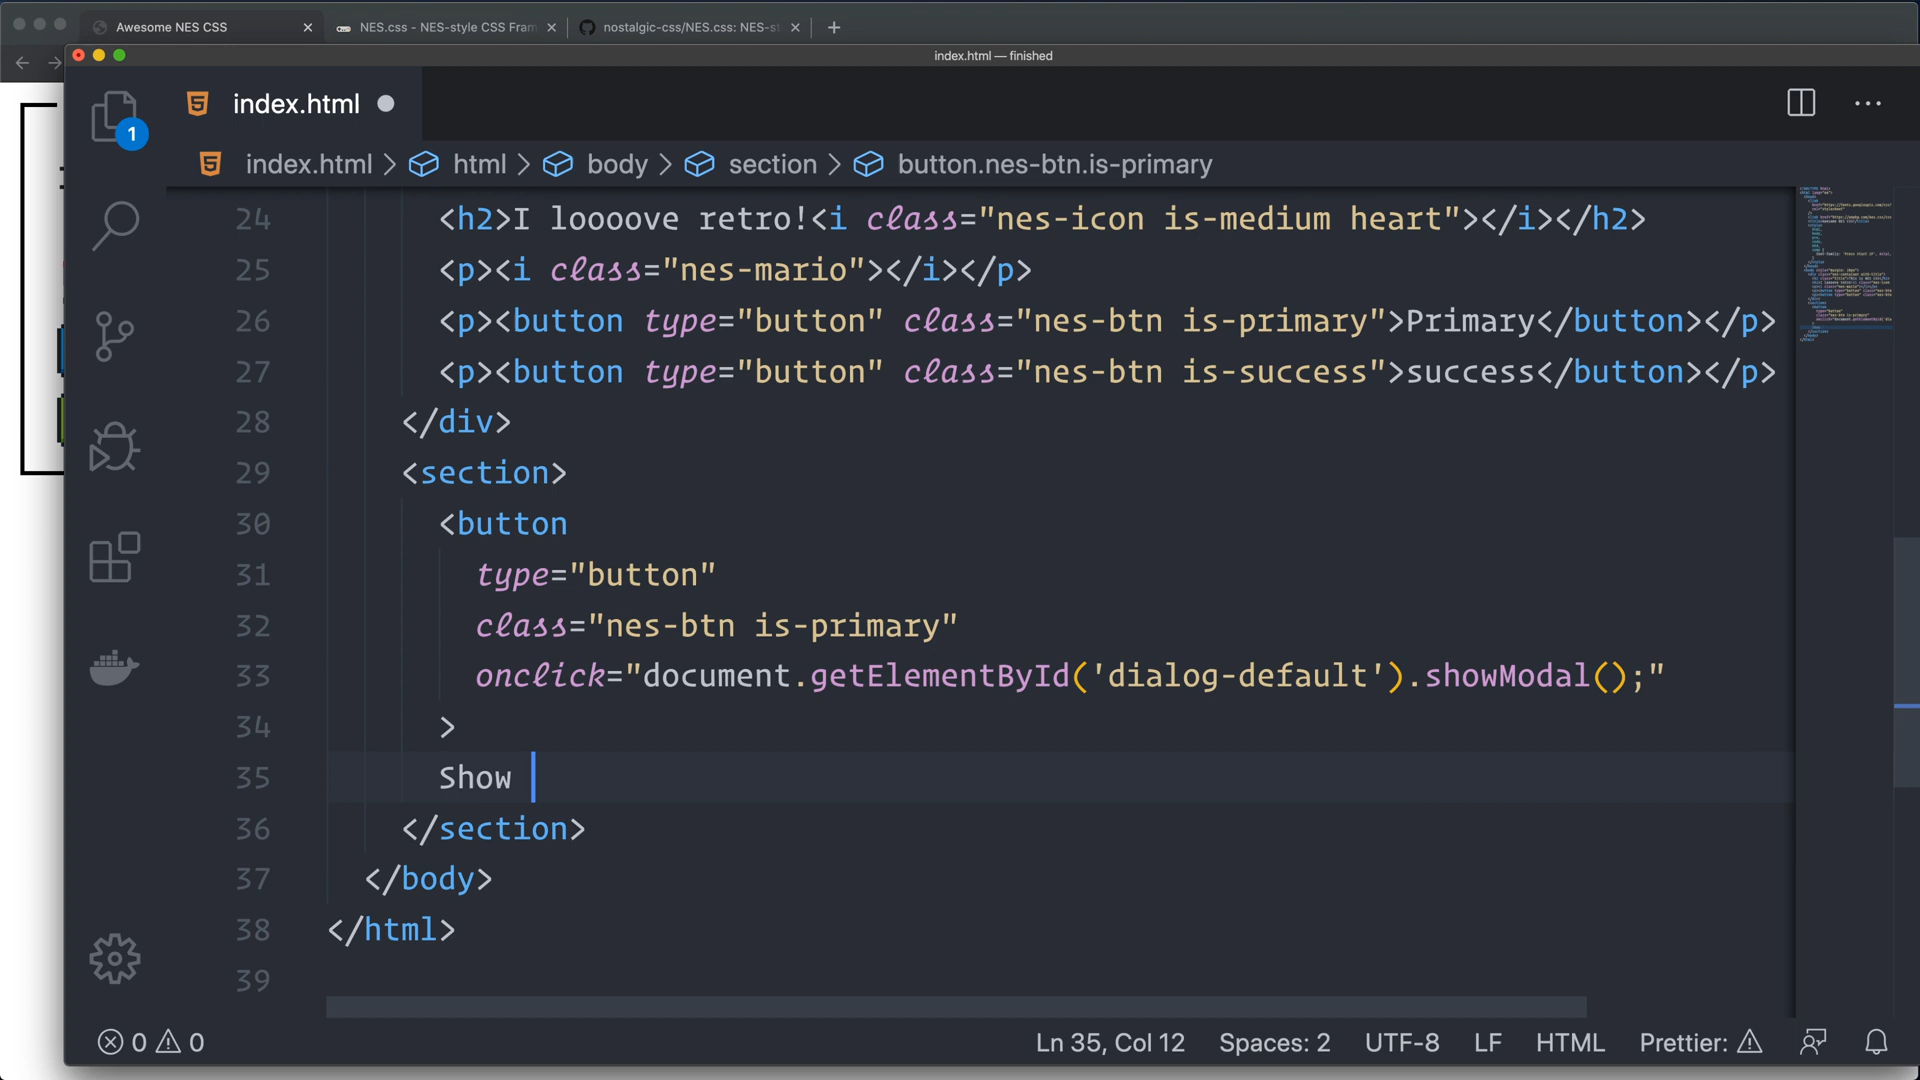 Awesome NES CSS
NES.css - NES-style CSS Fram
nostalgic-css/NES.css: NES-st
index.html — finished
index.html
1
index.html
html
body
section
button.nes-btn.is-primary
24 <h2>I loooove retro!<i class="nes-icon is-medium heart"></i></h2>
25 <p><i class="nes-mario"></i></p>
26 <p><button type="button" class="nes-btn is-primary">Primary</button></p>
27 <p><button type="button" class="nes-btn is-success">success</button></p>
28 </div>
29 <section>
30 <button
31 type="button"
32 class="nes-btn is-primary"
33 onclick="document.getElementById('dialog-default').showModal();"
34 >
35 Show
36 </section>
37 </body>
38 </html>
39
0 0
Ln 35, Col 12
Spaces: 2
UTF-8
LF
HTML
Prettier: